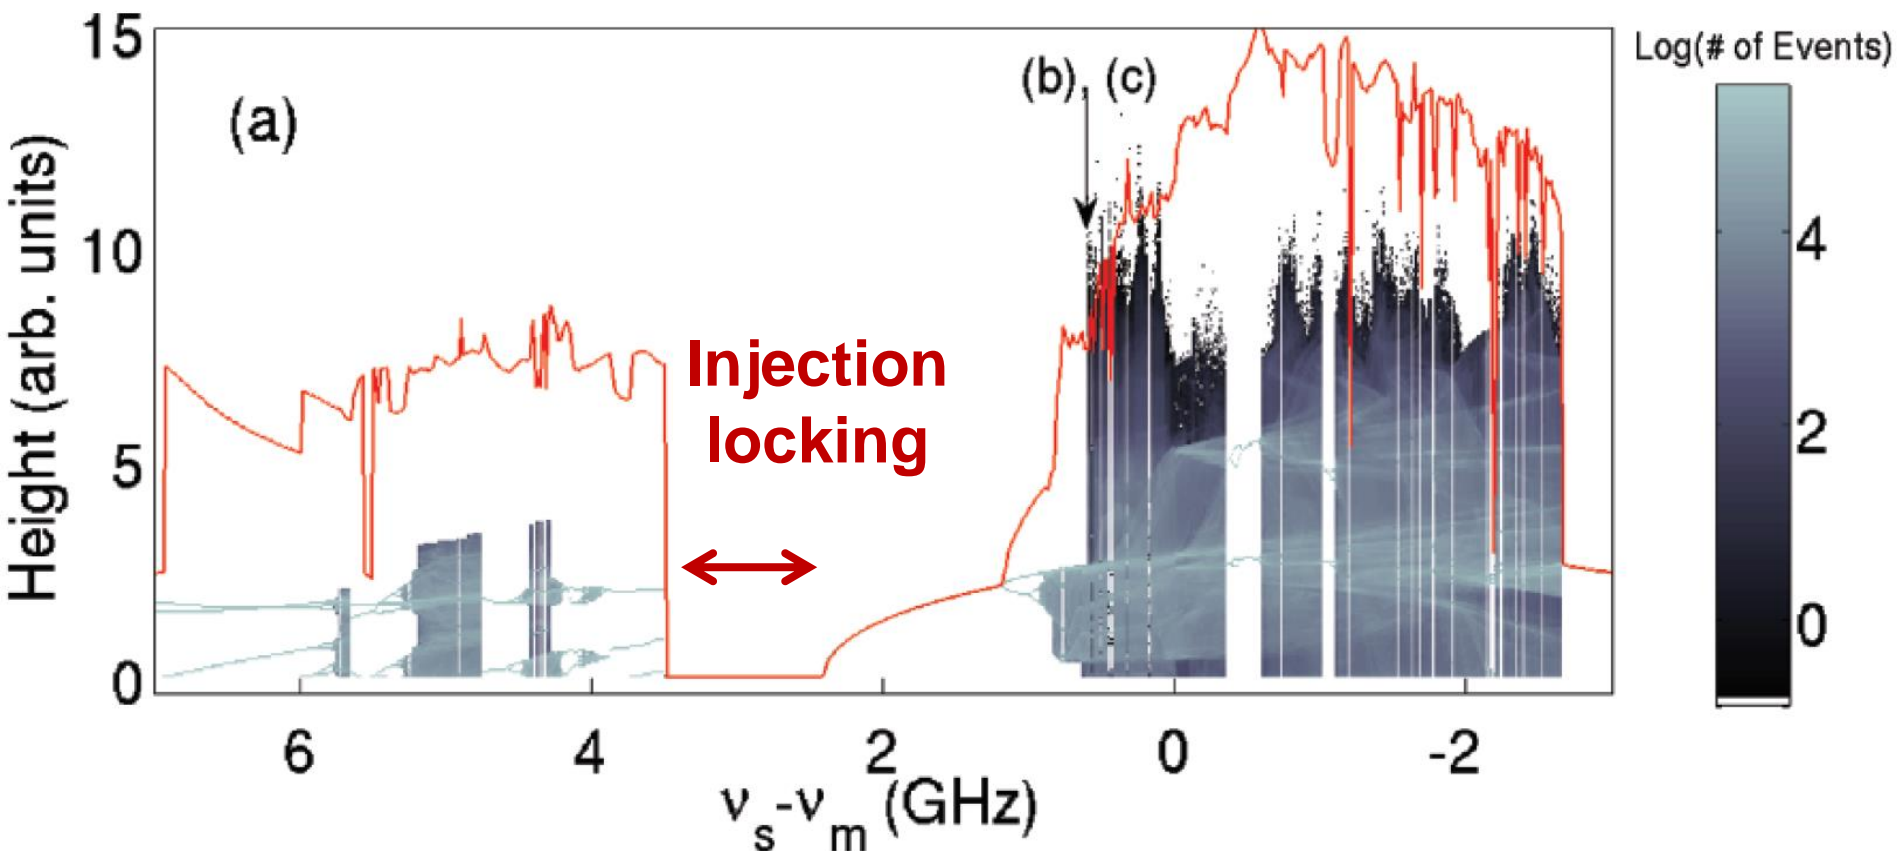 15
10
5
0
Height (arb. units)
(a)
(b), (c)
Injection
locking
6
4
2
0
-2
νs-νm (GHz)
Log(# of Events)
4
2
0